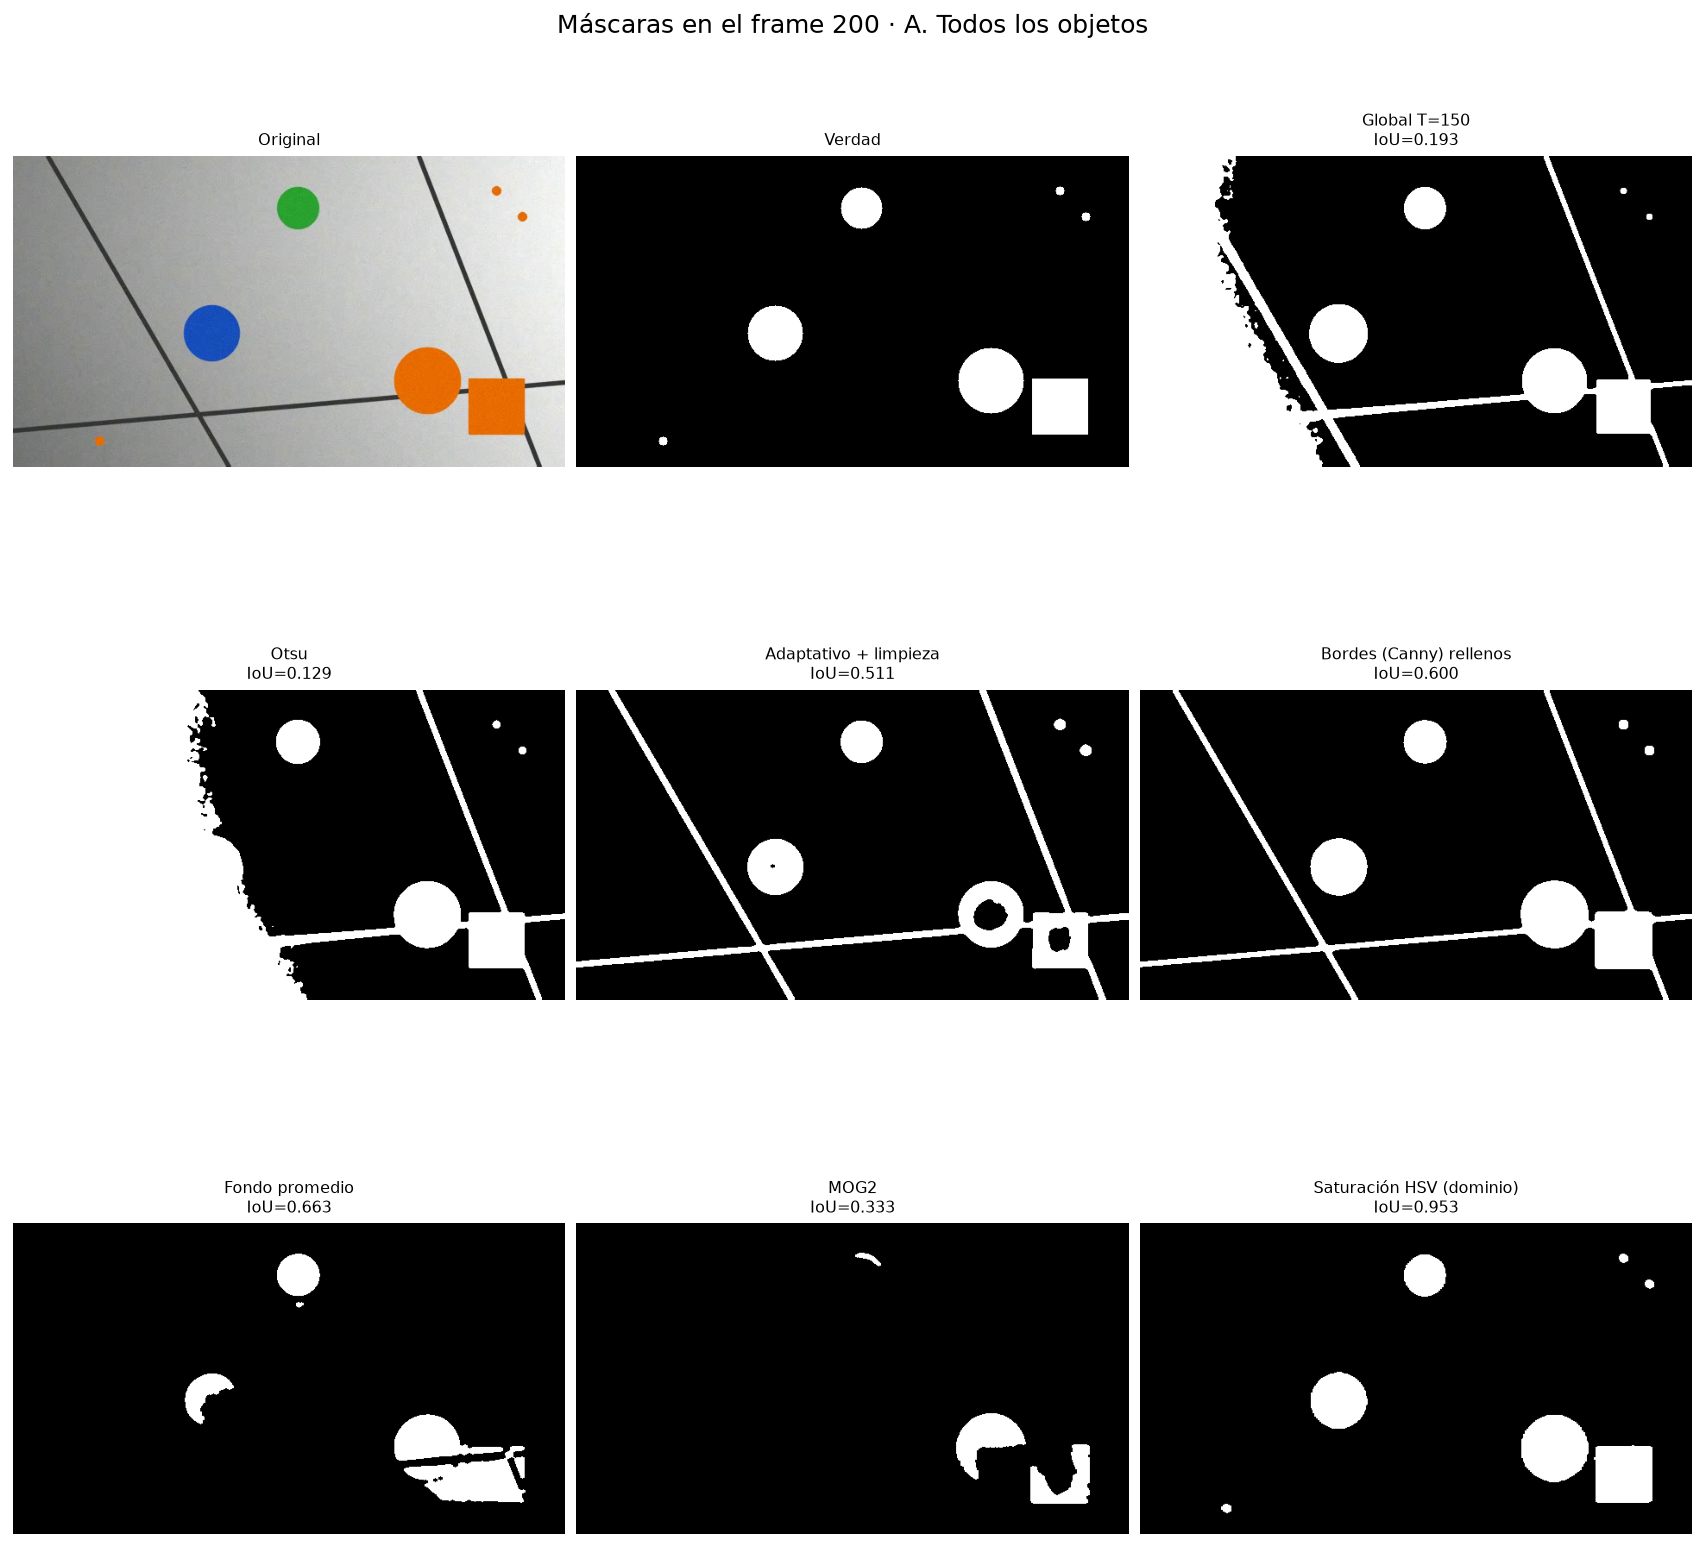 Máscaras en el frame 200 · A. Todos los objetos
Original
Verdad
Global T=150
IoU=0.193
Otsu
IoU=0.129
Adaptativo + limpieza
IoU=0.511
Bordes (Canny) rellenos
IoU=0.600
Fondo promedio
IoU=0.663
MOG2
IoU=0.333
Saturación HSV (dominio)
IoU=0.953